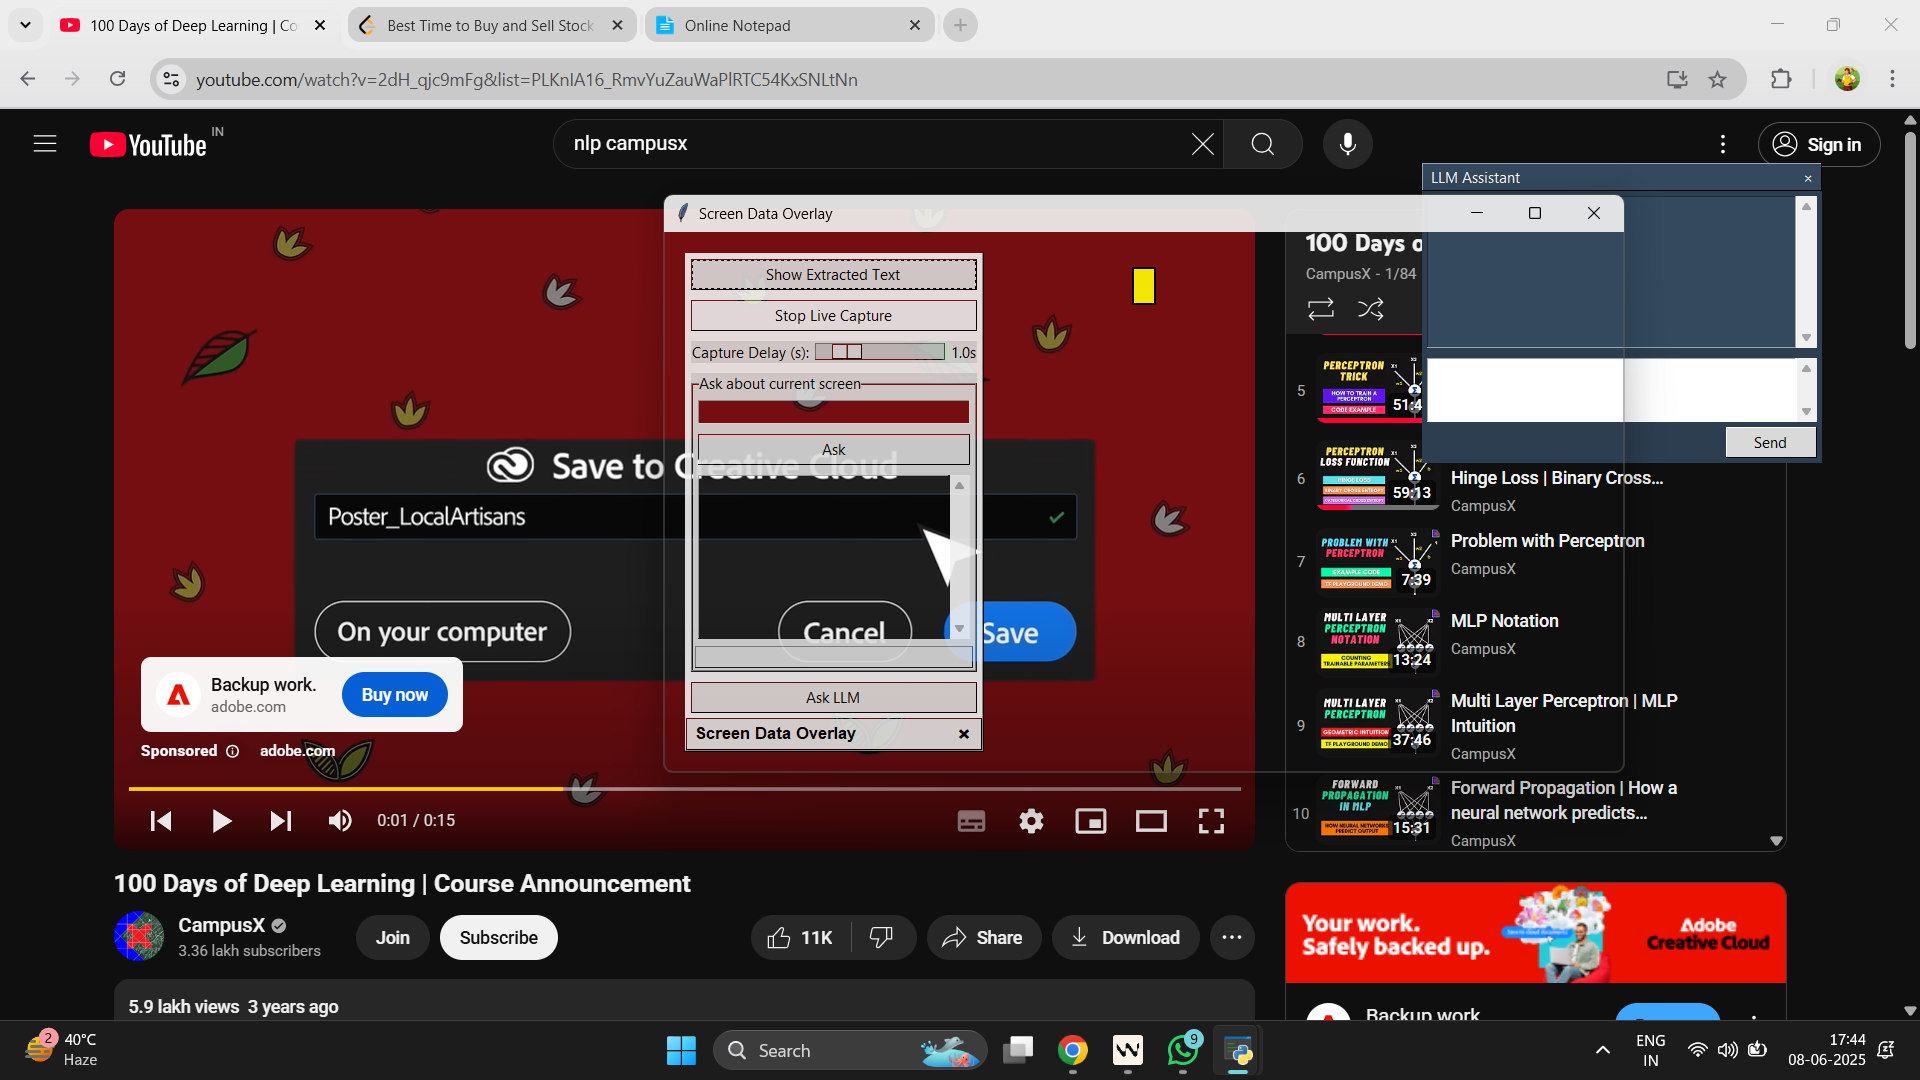 100 Days of Deep Learning | Co
Best Time to Buy and Sell Stock
Online Notepad
youtube.com/watch?v=2dH_qjc9mFg&list=PLKnIA16_RmvYuZauWaPlRTC54KxSNLtNn
YouTube IN
nlp campusx
Sign in
LLM Assistant
Send
Screen Data Overlay
Show Extracted Text
Stop Live Capture
Capture Delay (s):
1.0s
Ask about current screen
Ask
Ask LLM
Screen Data Overlay
Save to Creative Cloud
Poster_LocalArtisans
On your computer
Cancel
Save
Backup work.
adobe.com
Buy now
Sponsored
adobe.com
0:01 / 0:15
100 Days o
CampusX - 1/84
5
PERCEPTRON
TRICK
HOW TO TRAIN A
PERCEPTRON
CODE EXAMPLE
51:4
6
PERCEPTRON
LOSS FUNCTION
HINGE LOSS
59:13
Hinge Loss | Binary Cross...
CampusX
7
PROBLEM WITH
PERCEPTRON
EXAMPLE CODE
TF PLAYGROUND DEMO
7:39
Problem with Perceptron
CampusX
8
MULTI LAYER
PERCEPTRON
NOTATION
COUNTING
TRAINABLE PARAMETERS
13:24
MLP Notation
CampusX
9
MULTI LAYER
PERCEPTRON
GEOMETRIC INTUITION
TF PLAYGROUND DEMO
37:46
Multi Layer Perceptron | MLP
Intuition
CampusX
10
FORWARD
PROPAGATION
IN MLP
HOW NEURAL NETWORKS
PREDICT OUTPUT
15:31
Forward Propagation | How a
neural network predicts...
CampusX
100 Days of Deep Learning | Course Announcement
CampusX
3.36 lakh subscribers
Join
Subscribe
11K
Share
Download
5.9 lakh views 3 years ago
Your work.
Safely backed up.
Adobe
Creative Cloud
Backup work
2
40°C
Haze
Search
9
ENG
IN
17:44
08-06-2025